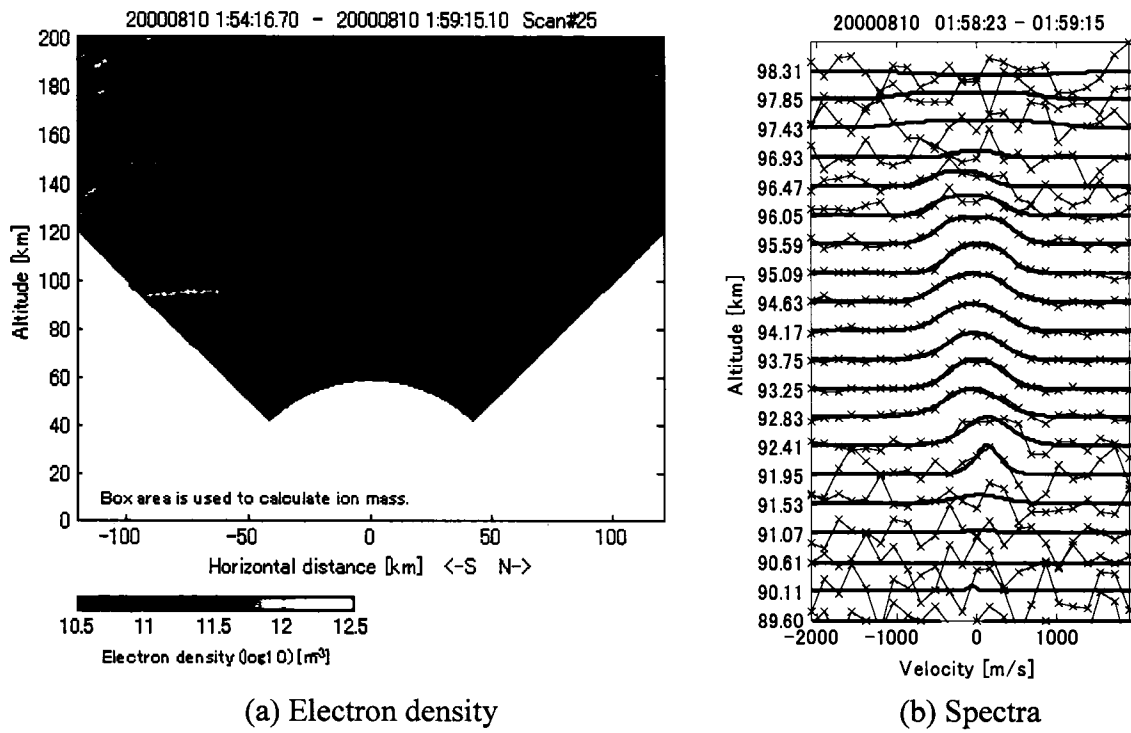 20000810 1:54:16.70 - 20000810 1:59:15.10 Scan#25
200
180
160
140
120
100
80
60
40
20
0
Altitude [km]
Box area is used to calculate ion mass.
-100 -50 0 50 100
Horizontal distance [km] <-S N->
10.5 11 11.5 12 12.5
Electron density (log10) [m³]
(a) Electron density
20000810 01:58:23 - 01:59:15
98.31
97.85
97.43
96.93
96.47
96.05
95.59
95.09
94.63
94.17
93.75
93.25
92.83
92.41
91.95
91.53
91.07
90.61
90.11
89.60
Altitude [km]
-2000 -1000 0 1000
Velocity [m/s]
(b) Spectra